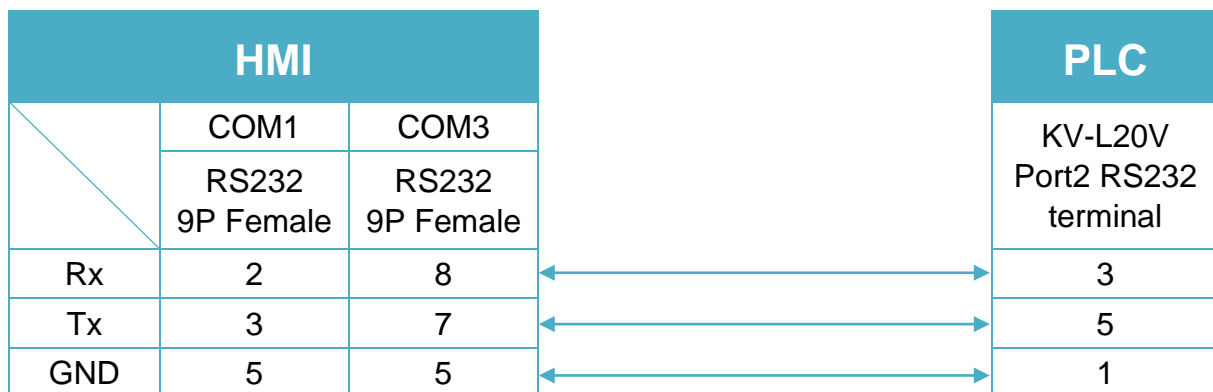 HMI PLC
COM1 COM3
KV-L20V
Port2 RS232
terminal
RS232
9P Female
RS232
9P Female
Rx 2 8 3
Tx 3 7 5
GND 5 5 1